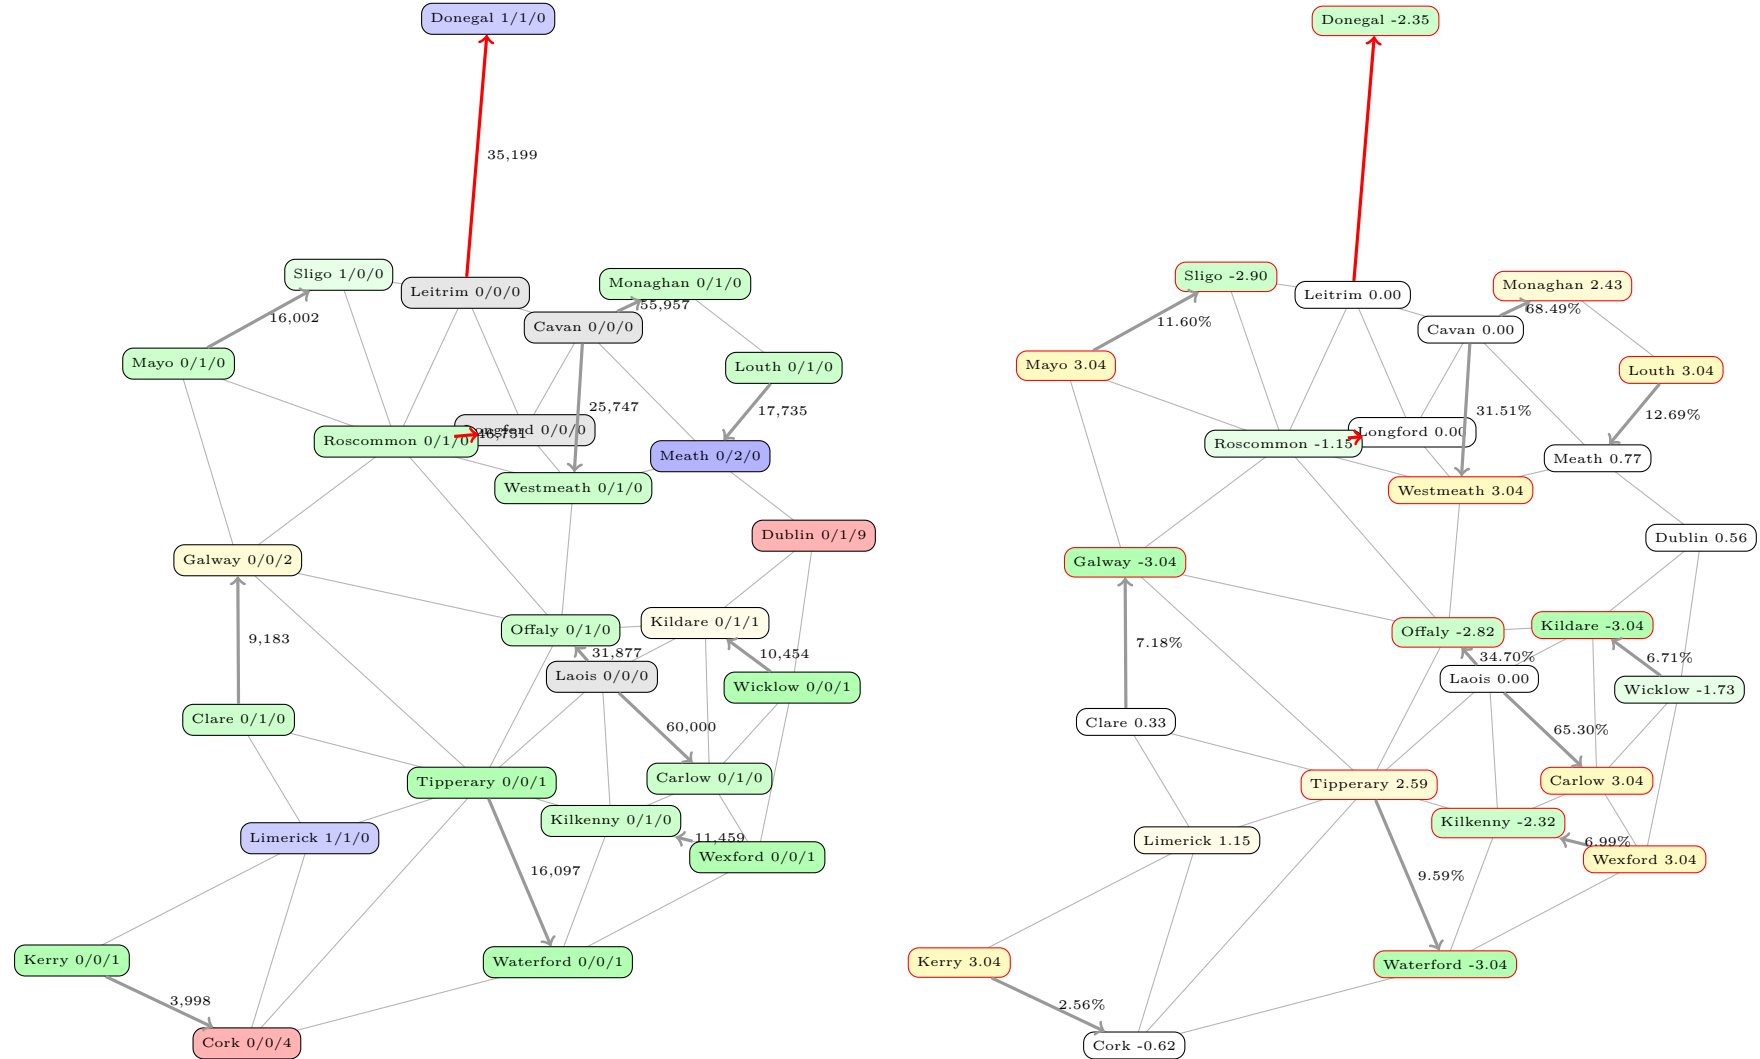 Donegal 1/1/0
35,199
Sligo 1/0/0
Leitrim 0/0/0
Monaghan 0/1/0
55,957
16,002
Cavan 0/0/0
Mayo 0/1/0
Louth 0/1/0
25,747
17,735
Longford 0/0/0
46,751
Roscommon 0/1/0
Meath 0/2/0
Westmeath 0/1/0
Dublin 0/1/9
Galway 0/0/2
Kildare 0/1/1
Offaly 0/1/0
9,183
31,877
10,454
Laois 0/0/0
Wicklow 0/0/1
Clare 0/1/0
60,000
Carlow 0/1/0
Tipperary 0/0/1
Kilkenny 0/1/0
Limerick 1/1/0
11,459
Wexford 0/0/1
16,097
Kerry 0/0/1
Waterford 0/0/1
3,998
Cork 0/0/4
Donegal -2.35
Sligo -2.90
Leitrim 0.00
Monaghan 2.43
68.49%
11.60%
Cavan 0.00
Mayo 3.04
Louth 3.04
31.51%
12.69%
Longford 0.00
Roscommon -1.15
Meath 0.77
Westmeath 3.04
Dublin 0.56
Galway -3.04
Kildare -3.04
Offaly -2.82
7.18%
34.70%
6.71%
Laois 0.00
Wicklow -1.73
Clare 0.33
65.30%
Carlow 3.04
Tipperary 2.59
Kilkenny -2.32
Limerick 1.15
6.99%
Wexford 3.04
9.59%
Kerry 3.04
Waterford -3.04
2.56%
Cork -0.62